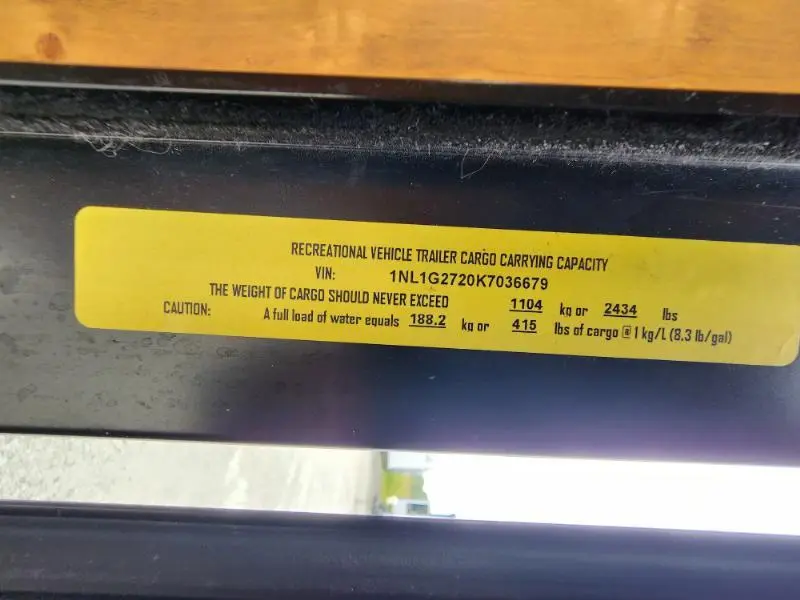 RECREATIONAL VEHICLE TRAILER CARGO CARRYING CAPACITY
VIN: 1NL1G2720K7036679
THE WEIGHT OF CARGO SHOULD NEVER EXCEED 1104 kg or 2434 lbs
CAUTION: A full load of water equals 188.2 kg or 415 lbs of cargo @ 1 kg/L (8.3 lb/gal)